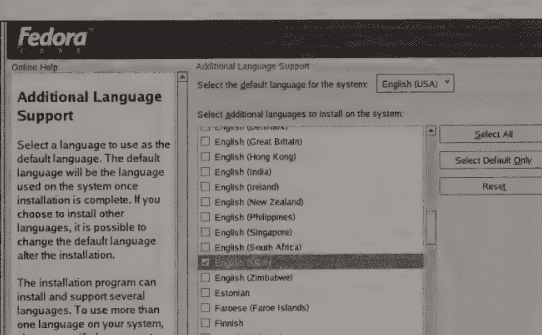 Fedora
CORE
Online Help
Additional Language
Support
Select a language to use as the
default language. The default
language will be the language
used on the system once
installation is complete. If you
choose to install other
languages, it is possible to
change the default language
after the installation.
The installation program can
install and support several
languages. To use more than
one language on your system,
Additional Language Support
Select the default language for the system:
English (USA)
Select additional languages to install on the system:
English (Denmark)
English (Great Britain)
English (Hong Kong)
English (India)
English (Ireland)
English (New Zealand)
English (Philippines)
English (Singapore)
English (South Africa)
English (USA)
English (Zimbabwe)
Estonian
Faroese (Faroe Islands)
Finnish
Select All
Select Default Only
Reset